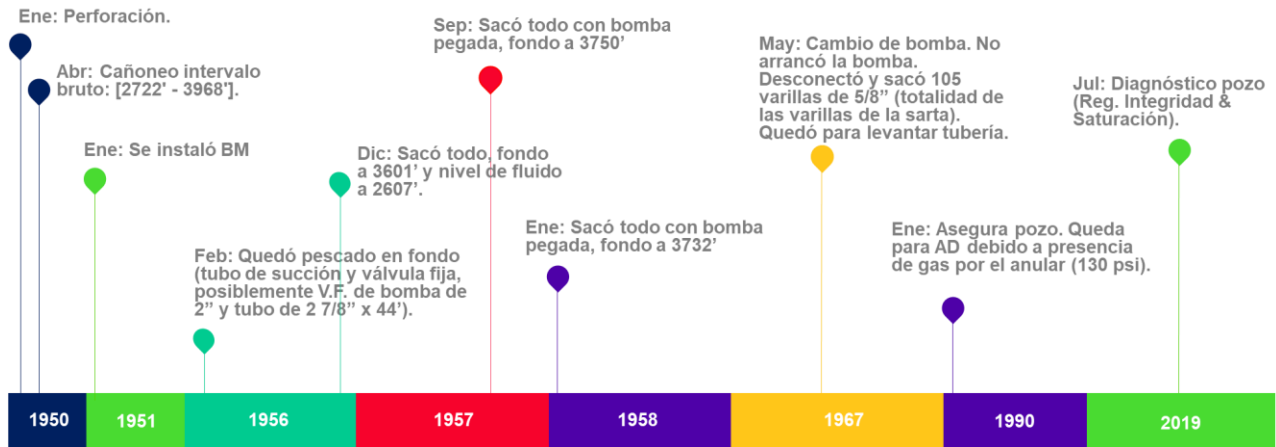 Ene: Perforación.
Abr: Cañoneo intervalo
bruto: [2722' - 3968'].
Ene: Se instaló BM
Feb: Quedó pescado en fondo
(tubo de succión y válvula fija,
posiblemente V.F. de bomba de
2” y tubo de 2 7/8” x 44’).
Dic: Sacó todo, fondo
a 3601’ y nivel de fluido
a 2607’.
Sep: Sacó todo con bomba
pegada, fondo a 3750’
Ene: Sacó todo con bomba
pegada, fondo a 3732’
May: Cambio de bomba. No
arrancó la bomba.
Desconectó y sacó 105
varillas de 5/8” (totalidad de
las varillas de la sarta).
Quedó para levantar tubería.
Ene: Asegura pozo. Queda
para AD debido a presencia
de gas por el anular (130 psi).
Jul: Diagnóstico pozo
(Reg. Integridad &
Saturación).
1950
1951
1956
1957
1958
1967
1990
2019